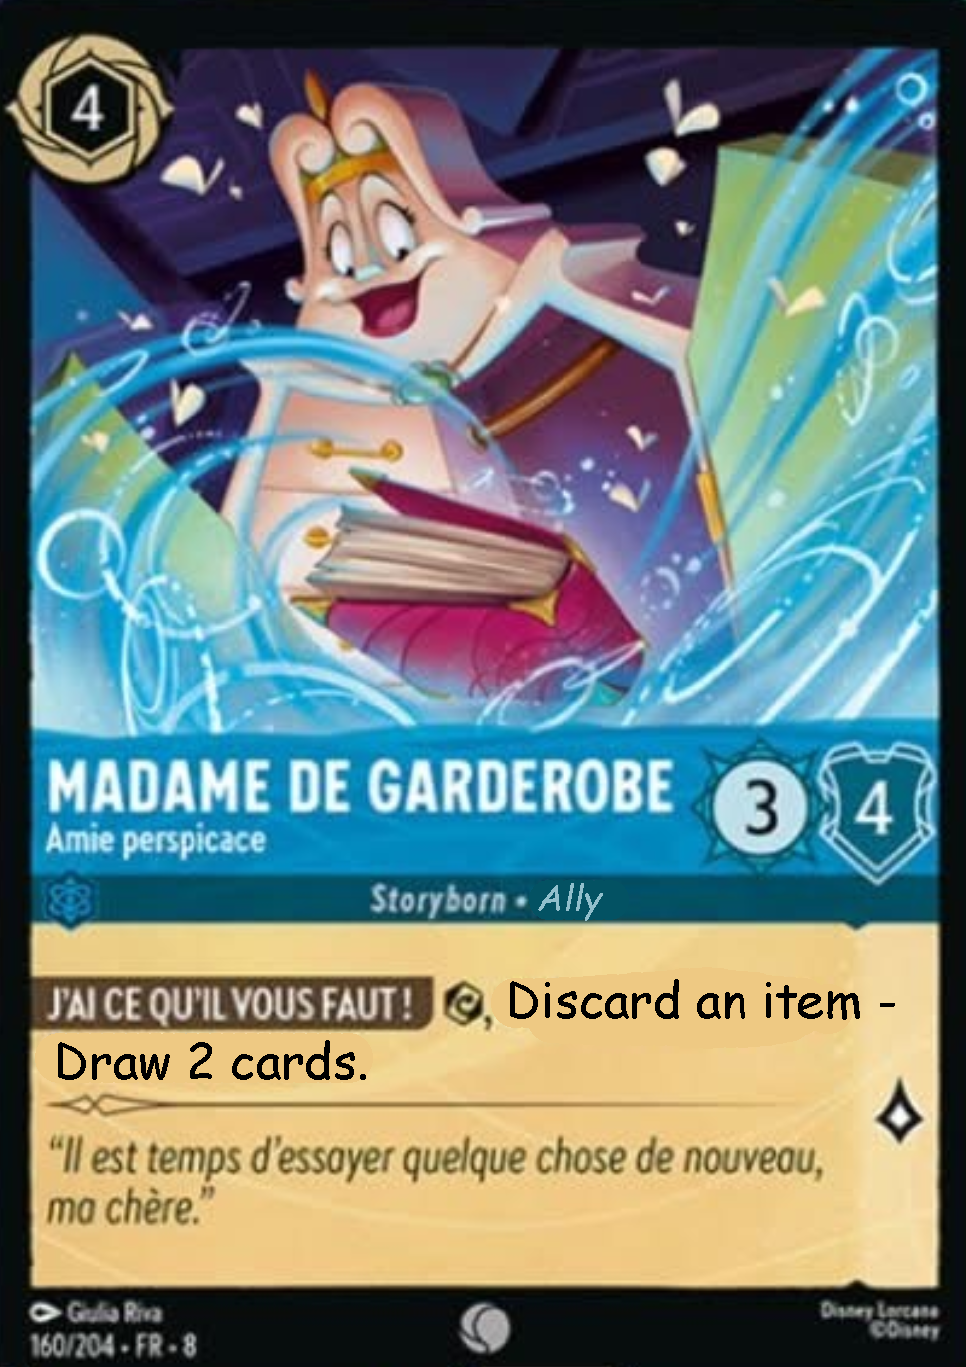 4
MADAME DE GARDEROBE
Amie perspicace
3
4
Storyborn • Ally
J'AI CE QU'IL VOUS FAUT! , Discard an item -
Draw 2 cards.
“Il est temps d'essayer quelque chose de nouveau,
ma chère.”
Giulia Riva
160/204 • FR • 8
Disney Lorcana
©Disney